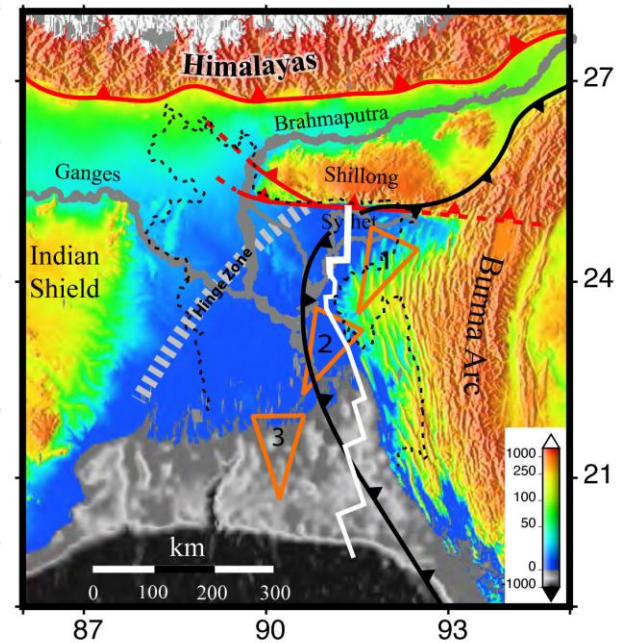 Himalayas
27
Brahmaputra
Ganges
Shillong
Sylhet
Indian
Shield
Hinge Zone
24
1
Burma Arc
2
3
21
1000
250
100
50
0
-1000
km
0 100 200 300
87 90 93